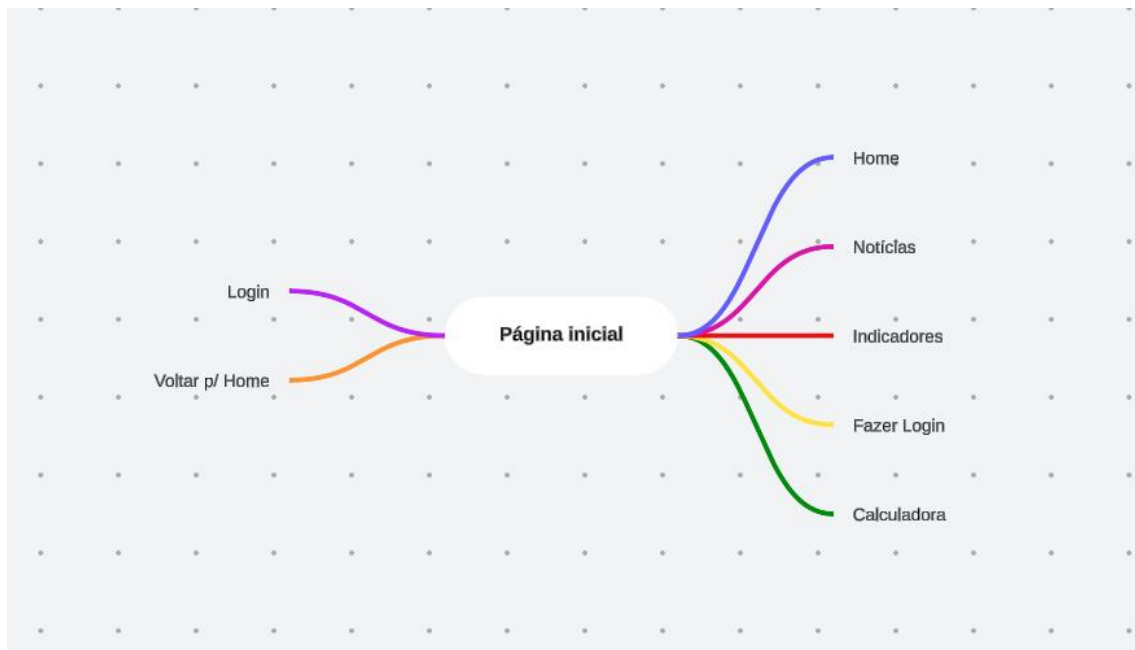 Login
Voltar p/ Home
Página inicial
Home
Notícias
Indicadores
Fazer Login
Calculadora